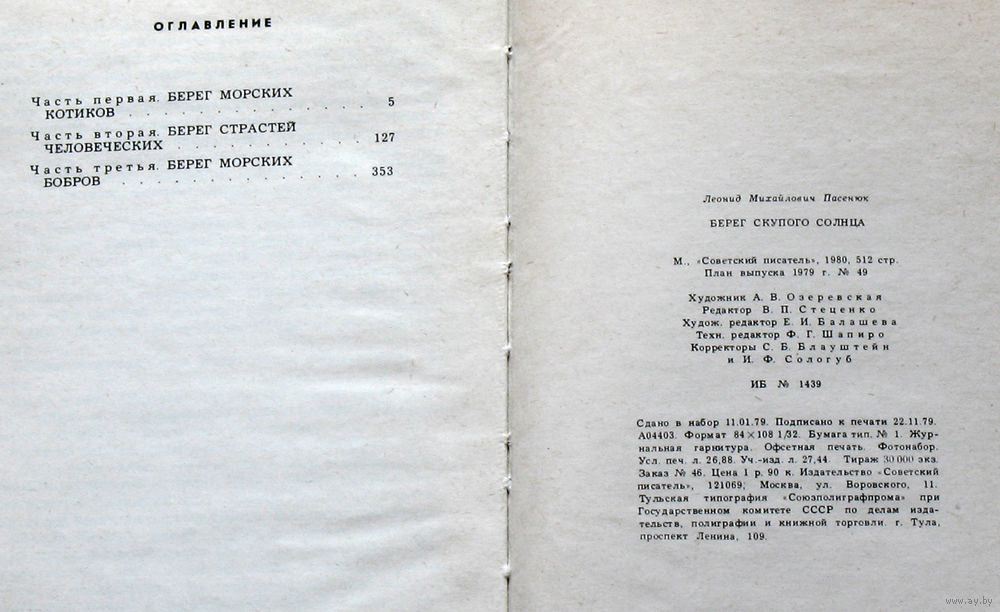 ОГЛАВЛЕНИЕ
Часть первая. БЕРЕГ МОРСКИХ
КОТИКОВ . . . . . . . . . . . . . 5
Часть вторая. БЕРЕГ СТРАСТЕЙ
ЧЕЛОВЕЧЕСКИХ . . . . . . . . . . 127
Часть третья. БЕРЕГ МОРСКИХ
БОБРОВ . . . . . . . . . . . . . 353
Леонид Михайлович Пасенюк
БЕРЕГ СКУПОГО СОЛНЦА
М., «Советский писатель», 1980, 512 стр.
План выпуска 1979 г. № 49
Художник А. В. Озеревская
Редактор В. П. Стеценко
Худож. редактор Е. И. Балашева
Техн. редактор Ф. Г. Шапиро
Корректоры С. Б. Блауштейн
и И. Ф. Сологуб
ИБ № 1439
Сдано в набор 11.01.79. Подписано к печати 22.11.79.
А04403. Формат 84×108 1/32. Бумага тип. № 1. Жур-
нальная гарнитура. Офсетная печать. Фотонабор.
Усл. печ. л. 26,88. Уч.-изд. л. 27,44. Тираж 30 000 экз.
Заказ № 46. Цена 1 р. 90 к. Издательство «Советский
писатель», 121069, Москва, ул. Воровского, 11.
Тульская типография «Союзполиграфпрома» при
Государственном комитете СССР по делам изда-
тельств, полиграфии и книжной торговли. г. Тула,
проспект Ленина, 109.
www.ay.by